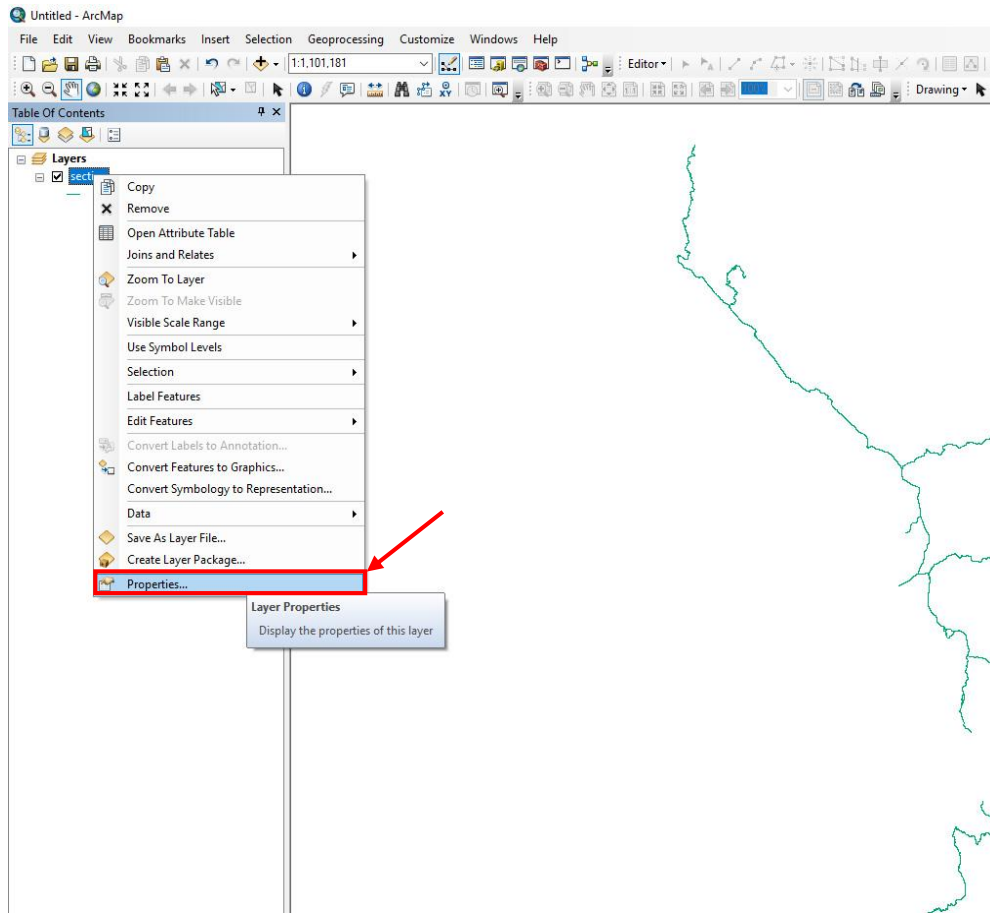 Untitled - ArcMap
File Edit View Bookmarks Insert Selection Geoprocessing Customize Windows Help
1:1,101,181
Editor
Drawing
Table Of Contents
Layers
Copy
Remove
Open Attribute Table
Joins and Relates
Zoom To Layer
Zoom To Make Visible
Visible Scale Range
Use Symbol Levels
Selection
Label Features
Edit Features
Convert Labels to Annotation...
Convert Features to Graphics...
Convert Symbology to Representation...
Data
Save As Layer File...
Create Layer Package...
Properties...
Layer Properties
Display the properties of this layer